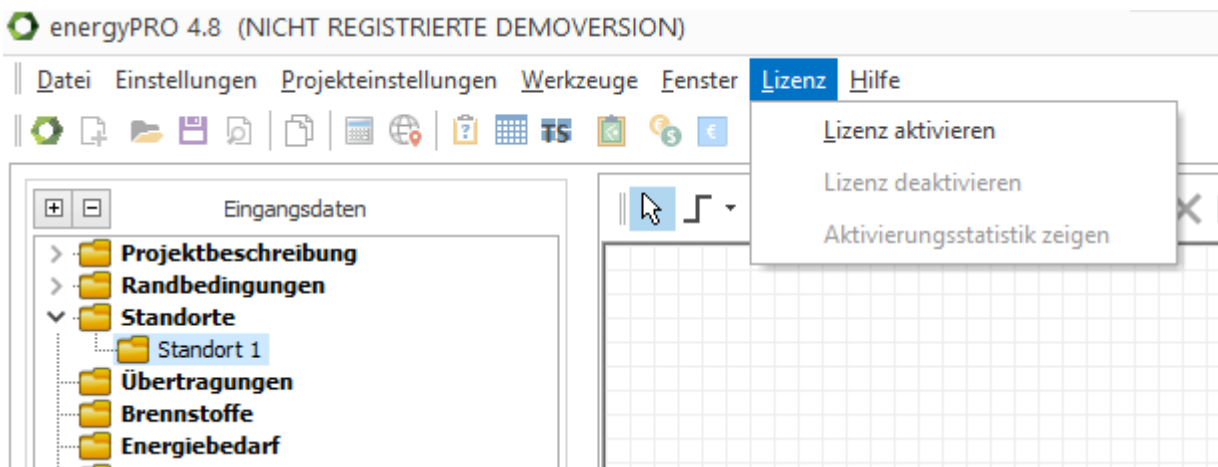 energyPRO 4.8 (NICHT REGISTRIERTE DEMOVERSION)
Datei Einstellungen Projekteinstellungen Werkzeuge Fenster Lizenz Hilfe
TS
Lizenz aktivieren
Lizenz deaktivieren
Aktivierungsstatistik zeigen
Eingangsdaten
Projektbeschreibung
Randbedingungen
Standorte
Standort 1
Übertragungen
Brennstoffe
Energiebedarf